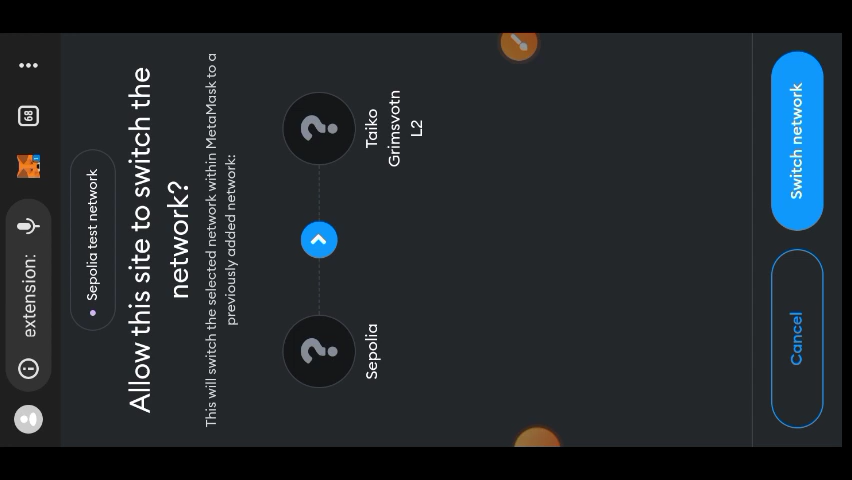 extension:
68
Sepolia test network
Allow this site to switch the
network?
This will switch the selected network within MetaMask to a
previously added network:
Sepolia
Taiko
Grimsvotn
L2
Cancel
Switch network